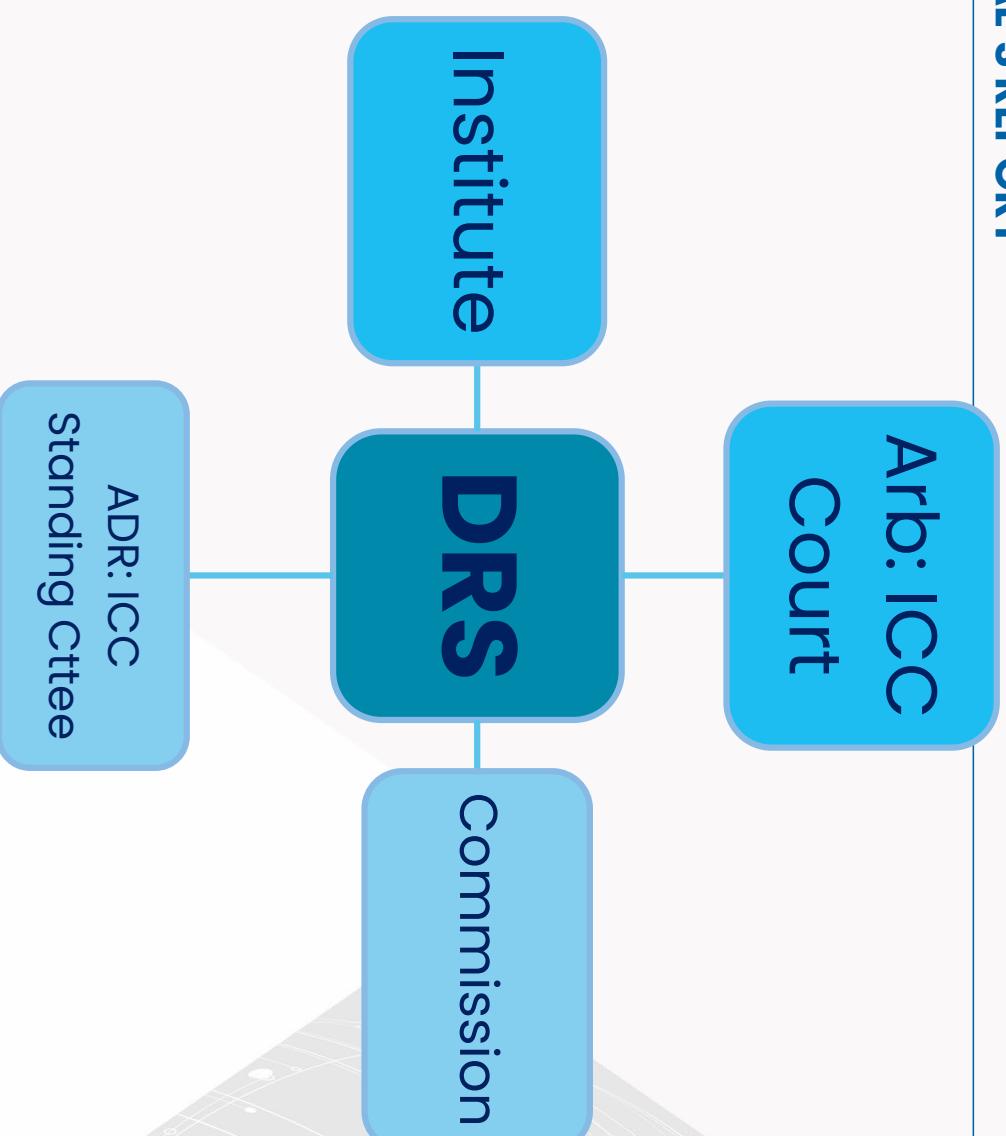 Arb: ICC
Court
Institute
DRS
Commission
ADR: ICC
Standing Cttee